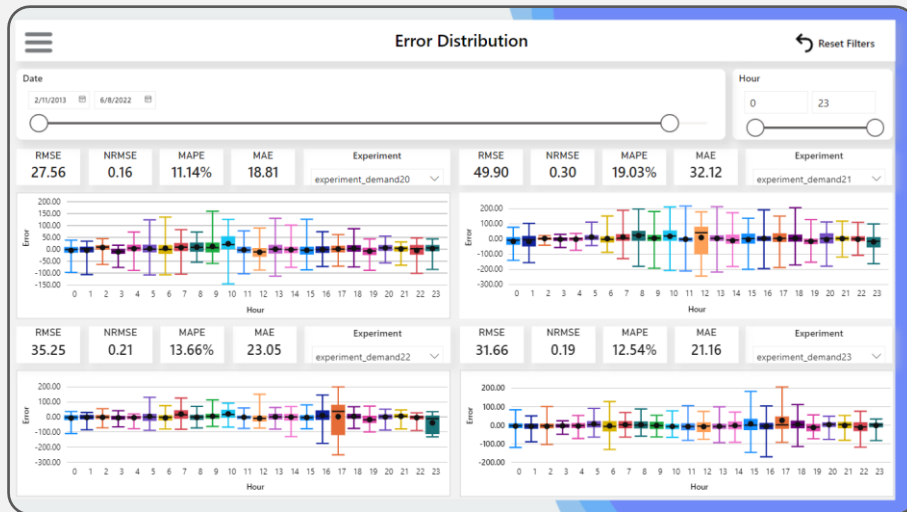 Error Distribution
Reset Filters
Date
2/11/2013 6/8/2022
Hour
0 23
RMSE NRMSE MAPE MAE Experiment
27.56 0.16 11.14% 18.81 experiment_demand20
RMSE NRMSE MAPE MAE Experiment
49.90 0.30 19.03% 32.12 experiment_demand21
200.00
150.00
100.00
50.00
0.00
-50.00
-100.00
-150.00
Error
0 1 2 3 4 5 6 7 8 9 10 11 12 13 14 15 16 17 18 19 20 21 22 23
Hour
200.00
100.00
0.00
-100.00
-200.00
-300.00
Error
0 1 2 3 4 5 6 7 8 9 10 11 12 13 14 15 16 17 18 19 20 21 22 23
Hour
RMSE NRMSE MAPE MAE Experiment
35.25 0.21 13.66% 23.05 experiment_demand22
RMSE NRMSE MAPE MAE Experiment
31.66 0.19 12.54% 21.16 experiment_demand23
200.00
100.00
0.00
-100.00
-200.00
-300.00
Error
0 1 2 3 4 5 6 7 8 9 10 11 12 13 14 15 16 17 18 19 20 21 22 23
Hour
200.00
100.00
0.00
-100.00
-200.00
Error
0 1 2 3 4 5 6 7 8 9 10 11 12 13 14 15 16 17 18 19 20 21 22 23
Hour